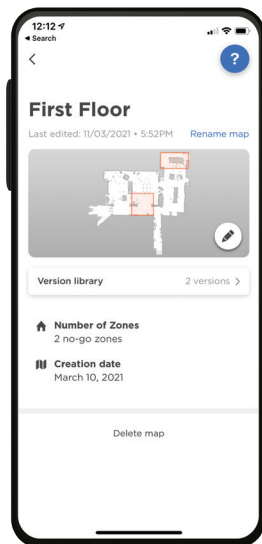 12:12
◀ Search
?
First Floor
Last edited: 11/03/2021 • 5:52PM Rename map
Version library 2 versions >
Number of Zones
2 no-go zones
Creation date
March 10, 2021
Delete map